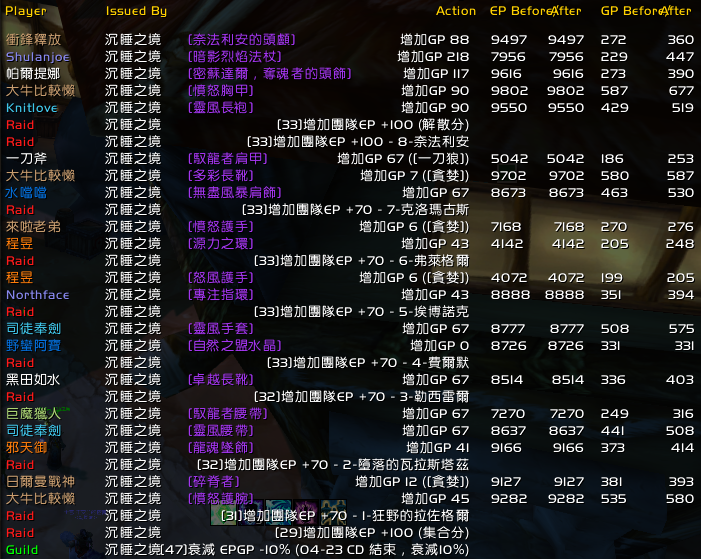 Player Issued By Action EP Before After GP Before After
衝鋒釋放 沉睡之境 [奈法利安的頭顱] 增加GP 88 9497 9497 272 360
Shulanjoe 沉睡之境 [暗影烈焰法杖] 增加GP 218 7956 7956 229 447
帕爾提娜 沉睡之境 [密蘇達爾,奪魂者的頭飾] 增加GP 117 9616 9616 273 390
大牛比較懶 沉睡之境 [憤怒胸甲] 增加GP 90 9802 9802 587 677
Knitlove 沉睡之境 [靈風長袍] 增加GP 90 9550 9550 429 519
Raid 沉睡之境 [33]增加團隊EP +100 (解散分)
Raid 沉睡之境 [33]增加團隊EP +100 - 8-奈法利安
一刀斧 沉睡之境 [馭龍者肩甲] 增加GP 67 ([一刀狼]) 5042 5042 186 253
大牛比較懶 沉睡之境 [多彩長靴] 增加GP 7 ([貪婪]) 9702 9702 580 587
水噹噹 沉睡之境 [無盡風暴肩飾] 增加GP 67 8673 8673 463 530
Raid 沉睡之境 [33]增加團隊EP +70 - 7-克洛瑪古斯
來啦老弟 沉睡之境 [憤怒護手] 增加GP 6 ([貪婪]) 7168 7168 270 276
程昱 沉睡之境 [源力之環] 增加GP 43 4142 4142 205 248
Raid 沉睡之境 [33]增加團隊EP +70 - 6-弗萊格爾
程昱 沉睡之境 [怒風護手] 增加GP 6 ([貪婪]) 4072 4072 199 205
Northface 沉睡之境 [專注指環] 增加GP 43 8888 8888 351 394
Raid 沉睡之境 [33]增加團隊EP +70 - 5-埃博諾克
司徒奉劍 沉睡之境 [靈風手套] 增加GP 67 8777 8777 508 575
野蠻阿寶 沉睡之境 [自然之盟水晶] 增加GP 0 8726 8726 331 331
Raid 沉睡之境 [33]增加團隊EP +70 - 4-費爾默
黑田如水 沉睡之境 [卓越長靴] 增加GP 67 8514 8514 336 403
Raid 沉睡之境 [32]增加團隊EP +70 - 3-勒西雷爾
巨魔獵人 沉睡之境 [馭龍者腰帶] 增加GP 67 7270 7270 249 316
司徒奉劍 沉睡之境 [靈風腰帶] 增加GP 67 8637 8637 441 508
邪天御 沉睡之境 [龍魂墜飾] 增加GP 41 9166 9166 373 414
Raid 沉睡之境 [32]增加團隊EP +70 - 2-墮落的瓦拉斯塔茲
日爾曼戰神 沉睡之境 [碎脊者] 增加GP 12 ([貪婪]) 9127 9127 381 393
大牛比較懶 沉睡之境 [憤怒護腕] 增加GP 45 9282 9282 535 580
Raid 沉睡之境 [31]增加團隊EP +70 - 1-狂野的拉佐格爾
Raid 沉睡之境 [29]增加團隊EP +100 (集合分)
Guild 沉睡之境 [47]衰減 EPGP -10% (04-23 CD 結束,衰減10%)